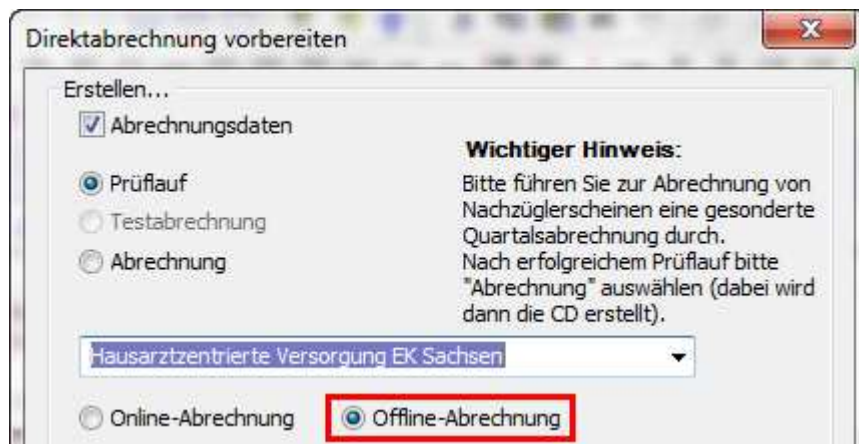 Direktabrechnung vorbereiten
Erstellen...
Abrechnungsdaten
Prüflauf
Testabrechnung
Abrechnung
Wichtiger Hinweis:
Bitte führen Sie zur Abrechnung von
Nachzüglerscheinen eine gesonderte
Quartalsabrechnung durch.
Nach erfolgreichem Prüflauf bitte
"Abrechnung" auswählen (dabei wird
dann die CD erstellt).
Hausarztzentrierte Versorgung EK Sachsen
Online-Abrechnung
Offline-Abrechnung